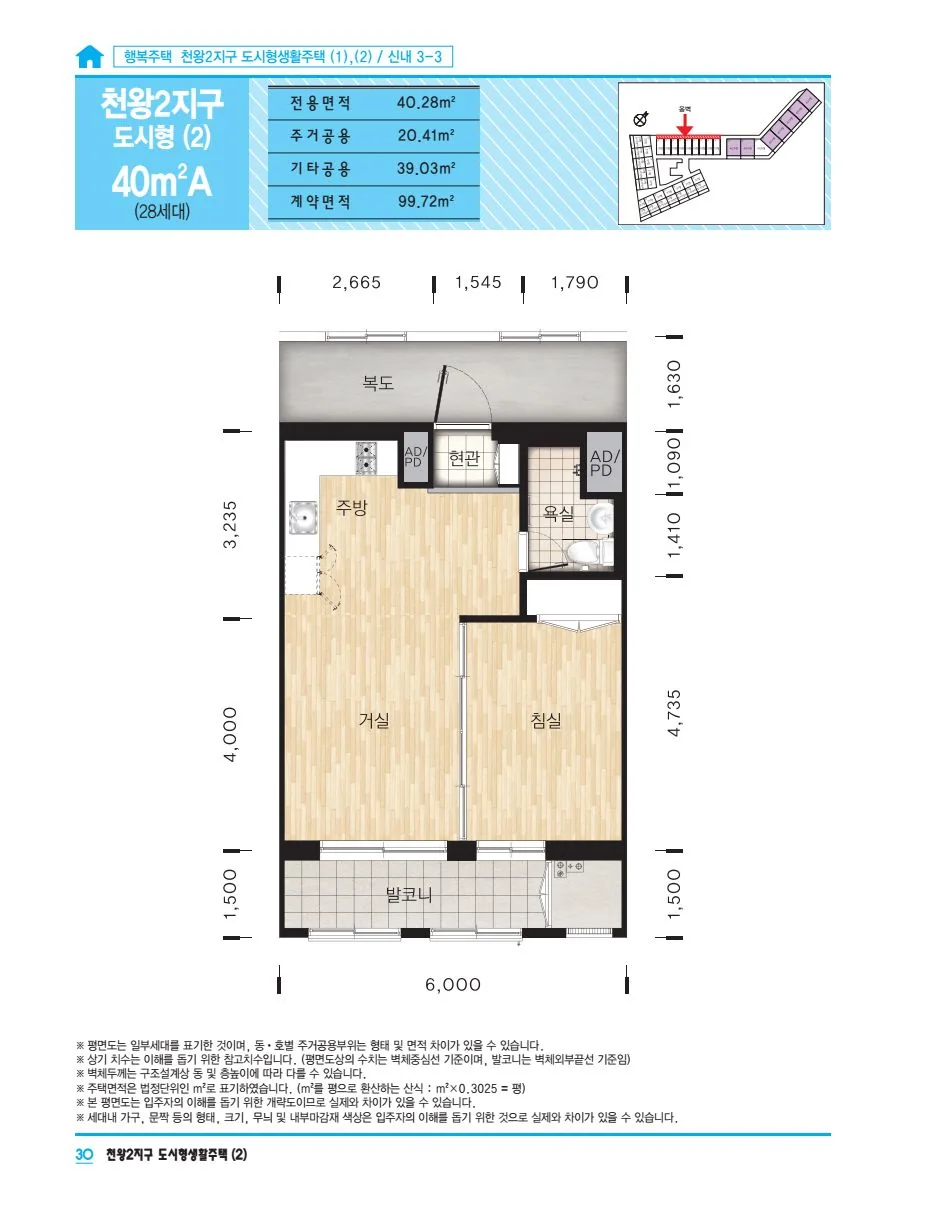 행복주택 천왕2지구 도시형생활주택 (1),(2) / 신내 3-3
천왕2지구
도시형 (2)
40m²A
(28세대)
전용면적 40.28m²
주거공용 20.41m²
기타공용 39.03m²
계약면적 99.72m²
옹벽
2,665 1,545 1,790
복도
1,630
AD/
PD
현관
AD/
PD
1,090
주방
욕실
3,235
1,410
거실
침실
4,000
4,735
발코니
1,500
1,500
6,000
※ 평면도는 일부세대를 표기한 것이며, 동·호별 주거공용부위는 형태 및 면적 차이가 있을 수 있습니다.
※ 상기 치수는 이해를 돕기 위한 참고치수입니다. (평면도상의 수치는 벽체중심선 기준이며, 발코니는 벽체외부끝선 기준임)
※ 벽체두께는 구조설계상 동 및 층높이에 따라 다를 수 있습니다.
※ 주택면적은 법정단위인 m²로 표기하였습니다. (m²를 평으로 환산하는 산식 : m²×0.3025 = 평)
※ 본 평면도는 입주자의 이해를 돕기 위한 개략도이므로 실제와 차이가 있을 수 있습니다.
※ 세대내 가구, 문짝 등의 형태, 크기, 무늬 및 내부마감재 색상은 입주자의 이해를 돕기 위한 것으로 실제와 차이가 있을 수 있습니다.
30 천왕2지구 도시형생활주택 (2)